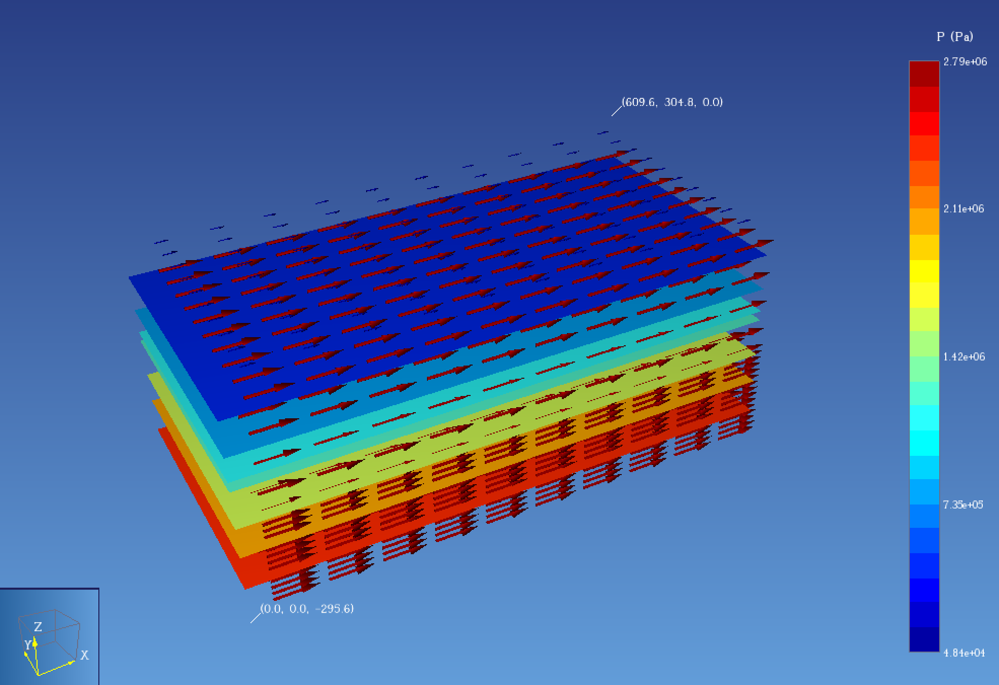 P (Pa)
2.79e+06
(609.6, 304.8, 0.0)
2.11e+06
1.42e+06
7.35e+05
(0.0, 0.0, -295.6)
Z
Y
X
4.84e+04